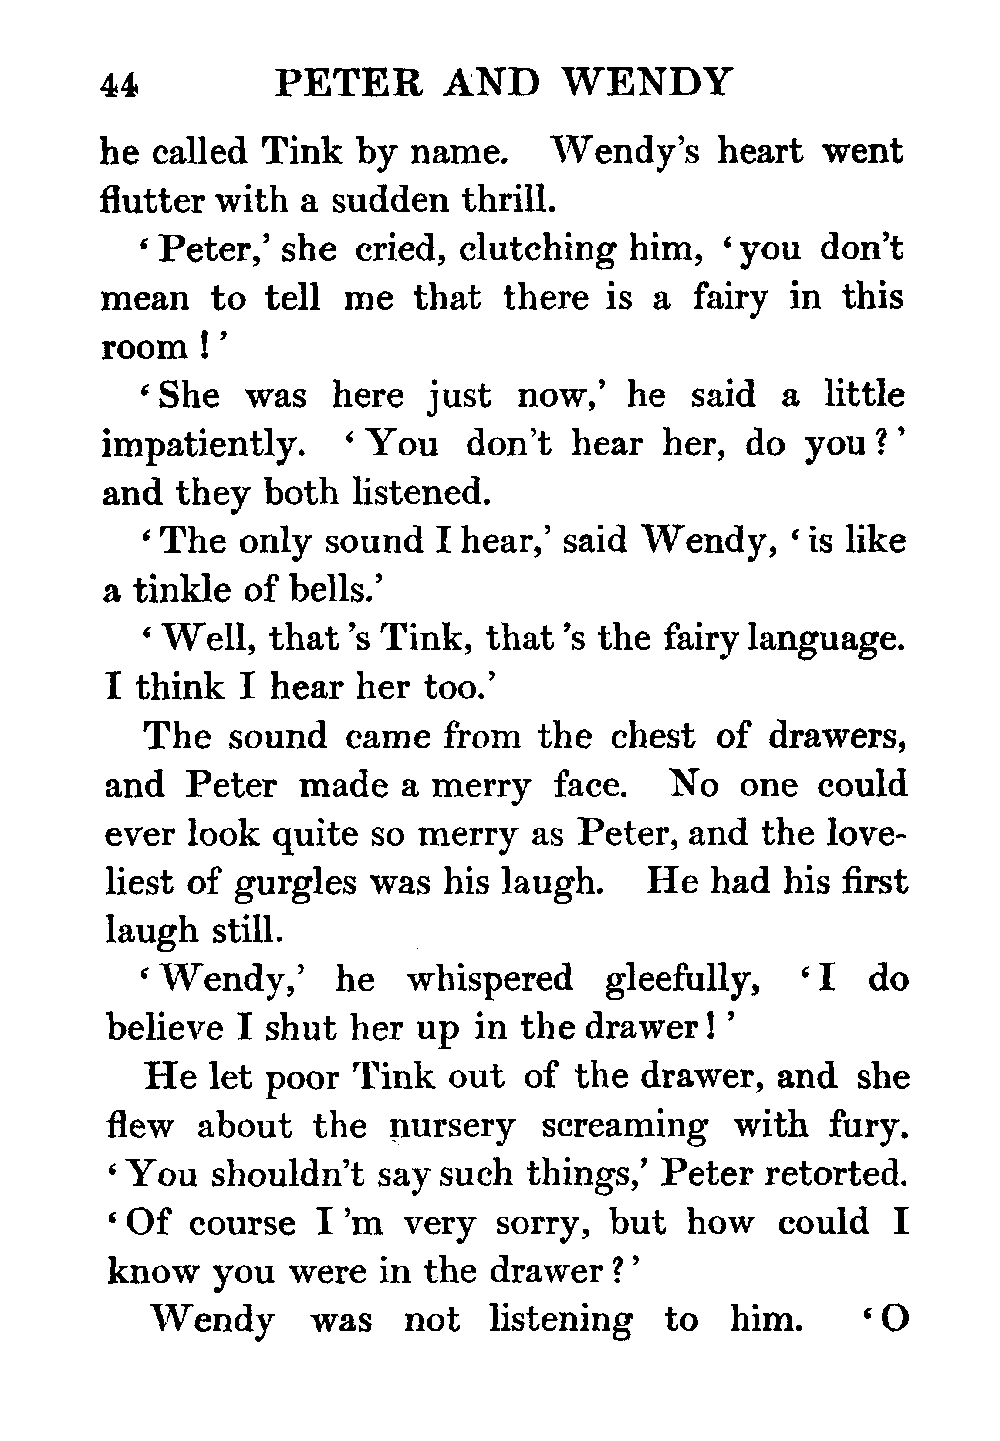 44 PETER AND WENDY
he called Tink by name. Wendy's heart went
flutter with a sudden thrill.
‘Peter,’ she cried, clutching him, ‘you don't
mean to tell me that there is a fairy in this
room!’
‘She was here just now,’ he said a little
impatiently. ‘You don't hear her, do you?’
and they both listened.
‘The only sound I hear,’ said Wendy, ‘is like
a tinkle of bells.’
‘Well, that 's Tink, that 's the fairy language.
I think I hear her too.’
The sound came from the chest of drawers,
and Peter made a merry face. No one could
ever look quite so merry as Peter, and the love-
liest of gurgles was his laugh. He had his first
laugh still.
‘Wendy,’ he whispered gleefully, ‘I do
believe I shut her up in the drawer!’
He let poor Tink out of the drawer, and she
flew about the nursery screaming with fury.
‘You shouldn't say such things,’ Peter retorted.
‘Of course I 'm very sorry, but how could I
know you were in the drawer?’
Wendy was not listening to him. ‘O